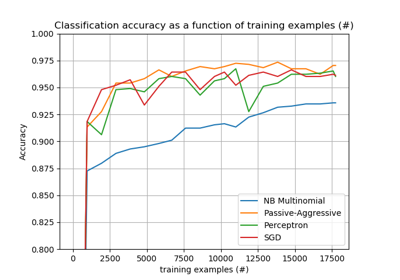 Classification accuracy as a function of training examples (#)
1.000
0.975
0.950
0.925
0.900
0.875
0.850
0.825
0.800
Accuracy
NB Multinomial
Passive-Aggressive
Perceptron
SGD
0 2500 5000 7500 10000 12500 15000 17500
training examples (#)